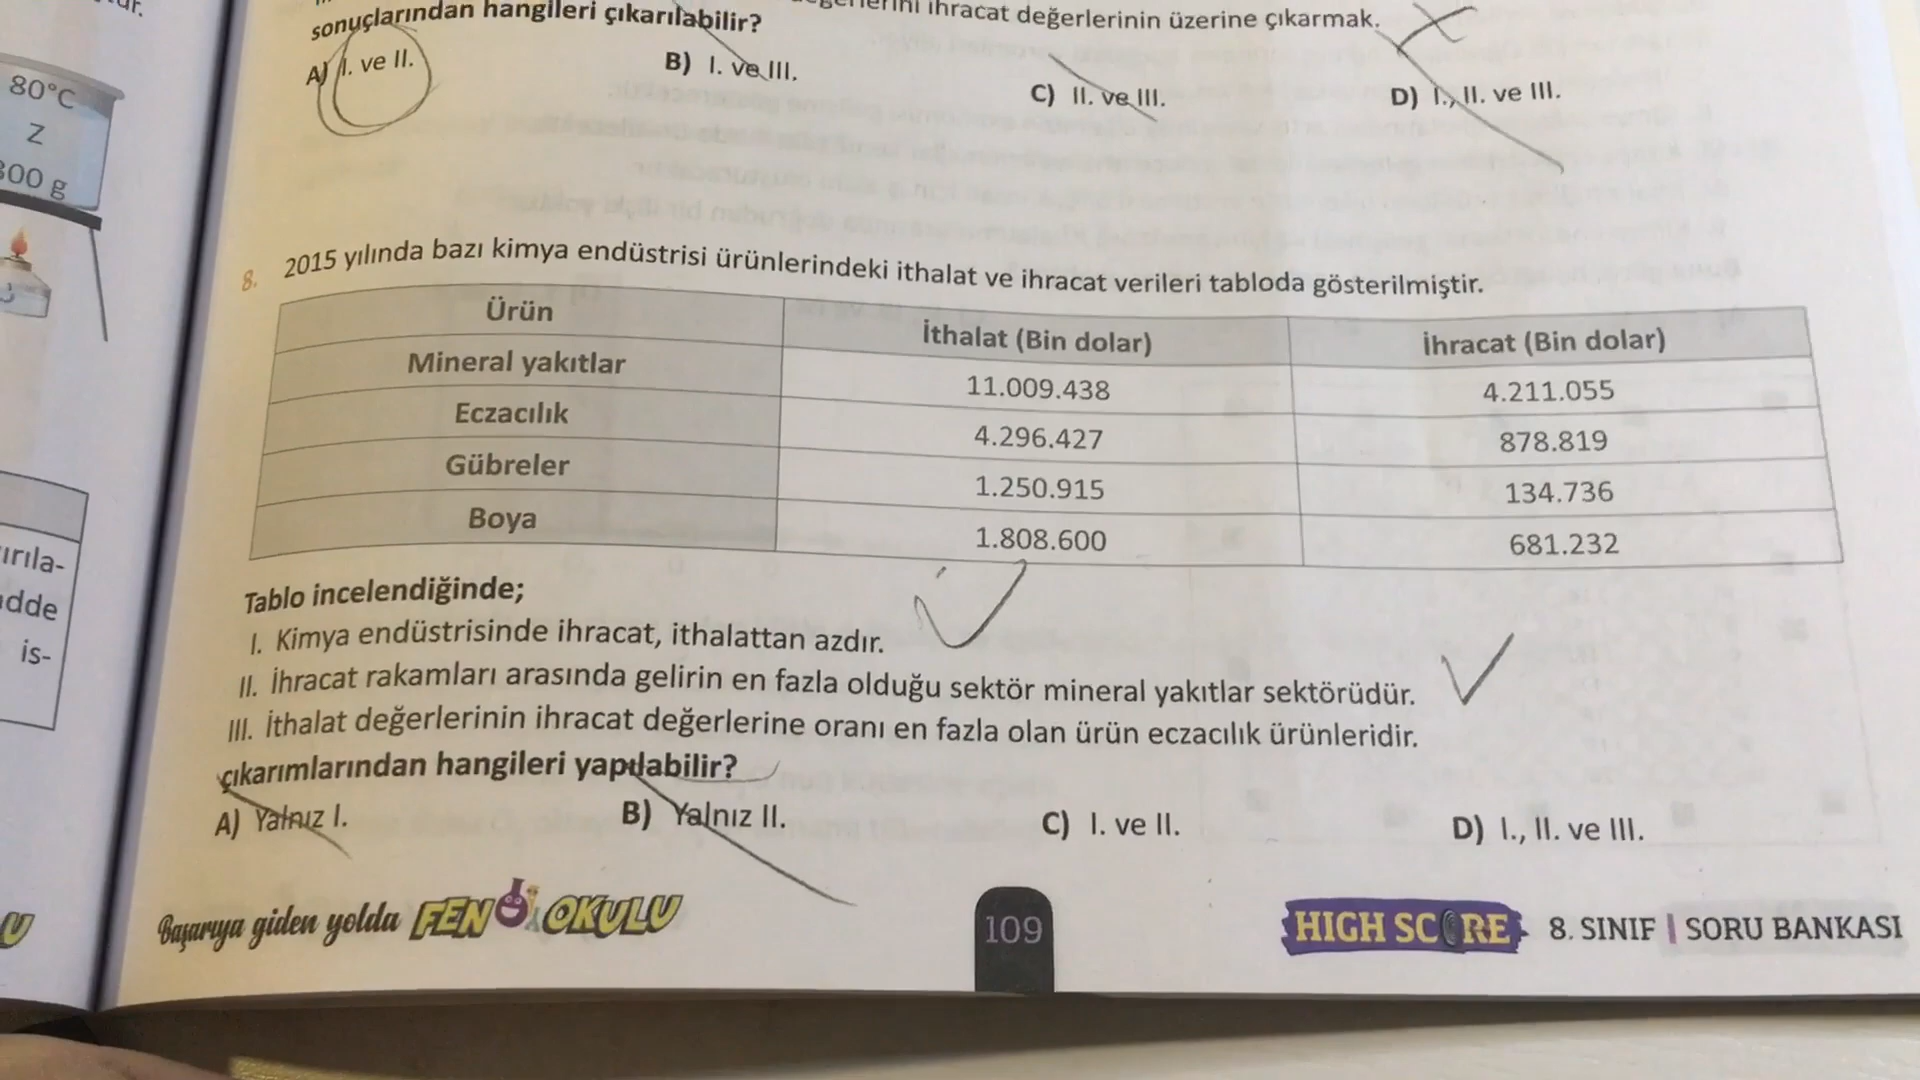 80°C
Z
300 g
ihracat değerlerinin üzerine çıkarmak.
sonuçlarından hangileri çıkarılabilir?
A) I. ve II.
B) I. ve III.
C) II. ve III.
D) I., II. ve III.
8. 2015 yılında bazı kimya endüstrisi ürünlerindeki ithalat ve ihracat verileri tabloda gösterilmiştir.
Ürün İthalat (Bin dolar) İhracat (Bin dolar)
Mineral yakıtlar 11.009.438 4.211.055
Eczacılık 4.296.427 878.819
Gübreler 1.250.915 134.736
Boya 1.808.600 681.232
Tablo incelendiğinde;
I. Kimya endüstrisinde ihracat, ithalattan azdır.
II. İhracat rakamları arasında gelirin en fazla olduğu sektör mineral yakıtlar sektörüdür.
III. İthalat değerlerinin ihracat değerlerine oranı en fazla olan ürün eczacılık ürünleridir.
çıkarımlarından hangileri yapılabilir?
A) Yalnız I.
B) Yalnız II.
C) I. ve II.
D) I., II. ve III.
Başarıya giden yolda FEN OKULU
109
HIGH SCORE 8. SINIF | SORU BANKASI
ırıla-
dde
is-
U